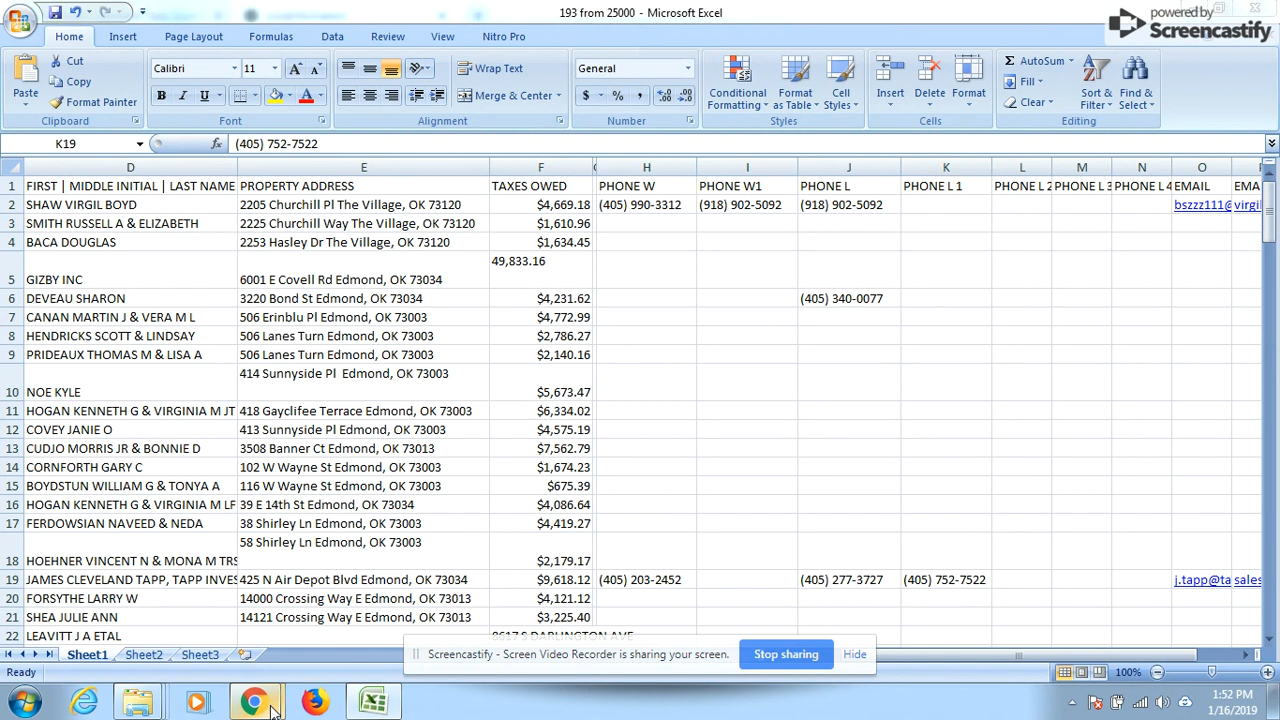 193 from 25000 - Microsoft Excel
powered by
Screencastify
Home Insert Page Layout Formulas Data Review View Nitro Pro
Paste
Cut
Copy
Format Painter
Clipboard
Calibri 11
B I U
Font
Wrap Text
Merge & Center
Alignment
General
$ % ,
Number
Conditional Formatting
Format as Table
Cell Styles
Styles
Insert Delete Format
Cells
AutoSum
Fill
Clear
Sort & Filter
Find & Select
Editing
K19 fx (405) 752-7522
D E F H I J K L M N O
1 FIRST | MIDDLE INITIAL | LAST NAME PROPERTY ADDRESS TAXES OWED PHONE W PHONE W1 PHONE L PHONE L 1 PHONE L 2 PHONE L 3 PHONE L 4 EMAIL EMA
2 SHAW VIRGIL BOYD 2205 Churchill Pl The Village, OK 73120 $4,669.18 (405) 990-3312 (918) 902-5092 (918) 902-5092 bszzz111@ virgil
3 SMITH RUSSELL A & ELIZABETH 2225 Churchill Way The Village, OK 73120 $1,610.96
4 BACA DOUGLAS 2253 Hasley Dr The Village, OK 73120 $1,634.45
49,833.16
5 GIZBY INC 6001 E Covell Rd Edmond, OK 73034
6 DEVEAU SHARON 3220 Bond St Edmond, OK 73034 $4,231.62 (405) 340-0077
7 CANAN MARTIN J & VERA M L 506 Erinblu Pl Edmond, OK 73003 $4,772.99
8 HENDRICKS SCOTT & LINDSAY 506 Lanes Turn Edmond, OK 73003 $2,786.27
9 PRIDEAUX THOMAS M & LISA A 506 Lanes Turn Edmond, OK 73003 $2,140.16
414 Sunnyside Pl Edmond, OK 73003
10 NOE KYLE $5,673.47
11 HOGAN KENNETH G & VIRGINIA M JT 418 Gayclifee Terrace Edmond, OK 73003 $6,334.02
12 COVEY JANIE O 413 Sunnyside Pl Edmond, OK 73003 $4,575.19
13 CUDJO MORRIS JR & BONNIE D 3508 Banner Ct Edmond, OK 73013 $7,562.79
14 CORNFORTH GARY C 102 W Wayne St Edmond, OK 73003 $1,674.23
15 BOYDSTUN WILLIAM G & TONYA A 116 W Wayne St Edmond, OK 73003 $675.39
16 HOGAN KENNETH G & VIRGINIA M LF 39 E 14th St Edmond, OK 73034 $4,086.64
17 FERDOWSIAN NAVEED & NEDA 38 Shirley Ln Edmond, OK 73003 $4,419.27
58 Shirley Ln Edmond, OK 73003
18 HOEHNER VINCENT N & MONA M TRS $2,179.17
19 JAMES CLEVELAND TAPP, TAPP INVES 425 N Air Depot Blvd Edmond, OK 73034 $9,618.12 (405) 203-2452 (405) 277-3727 (405) 752-7522 j.tapp@ta sales
20 FORSYTHE LARRY W 14000 Crossing Way E Edmond, OK 73013 $4,121.12
21 SHEA JULIE ANN 14121 Crossing Way E Edmond, OK 73013 $3,225.40
22 LEAVITT J A ETAL 8617 S DARLINGTON AVE
Screencastify - Screen Video Recorder is sharing your screen. Stop sharing Hide
Sheet1 Sheet2 Sheet3
Ready 100%
1:52 PM
1/16/2019